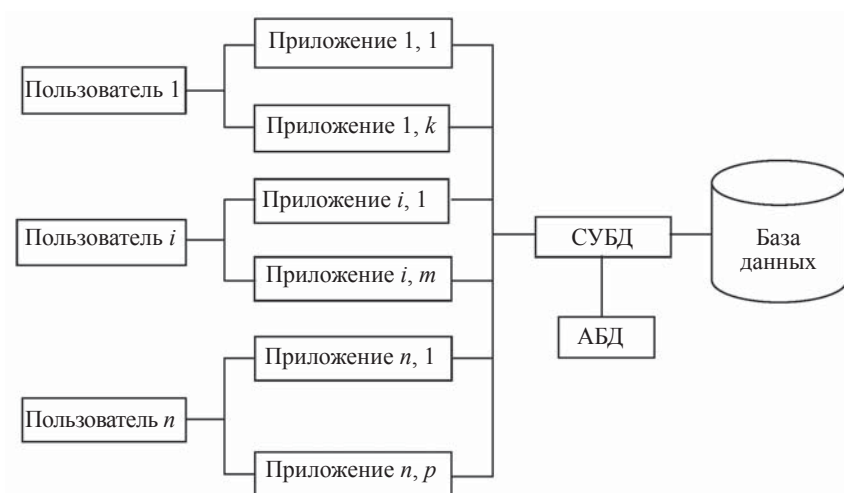 Приложение 1, 1
Пользователь 1
Приложение 1, k
Приложение i, 1
Пользователь i
Приложение i, m
СУБД
База
данных
АБД
Приложение n, 1
Пользователь n
Приложение n, p